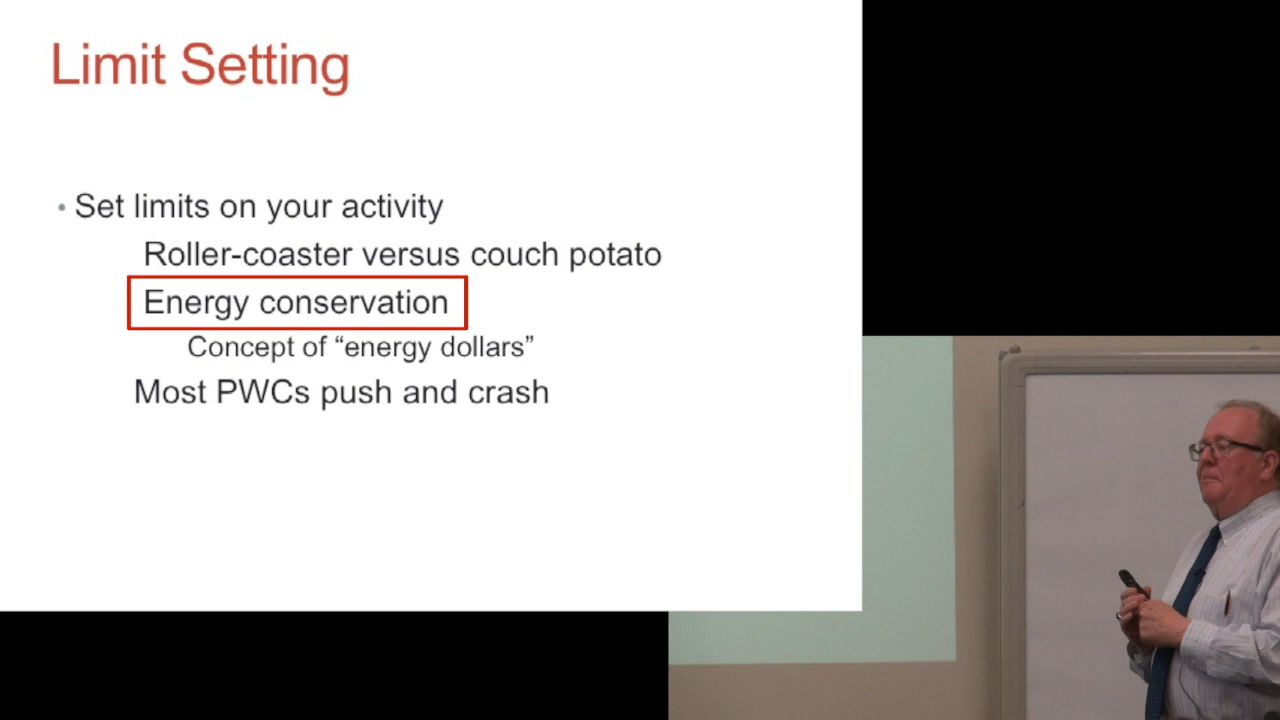 Limit Setting
• Set limits on your activity
Roller-coaster versus couch potato
Energy conservation
Concept of “energy dollars”
Most PWCs push and crash